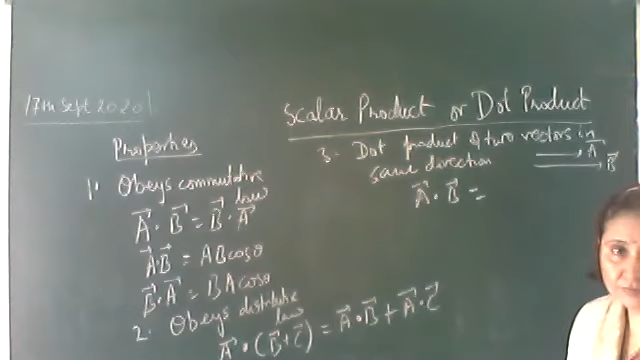 17th Sept 2020
Scalar Product or Dot Product
Properties
1. Obeys commutative law
A⃗ · B⃗ = B⃗ · A⃗
A⃗·B⃗ = AB cosθ
B⃗·A⃗ = BA cosθ
2. Obeys distributive law
A⃗ · (B⃗ + C⃗) = A⃗ · B⃗ + A⃗ · C⃗
3. Dot product of two vectors in
same direction
A⃗
B⃗
A⃗ · B⃗ =